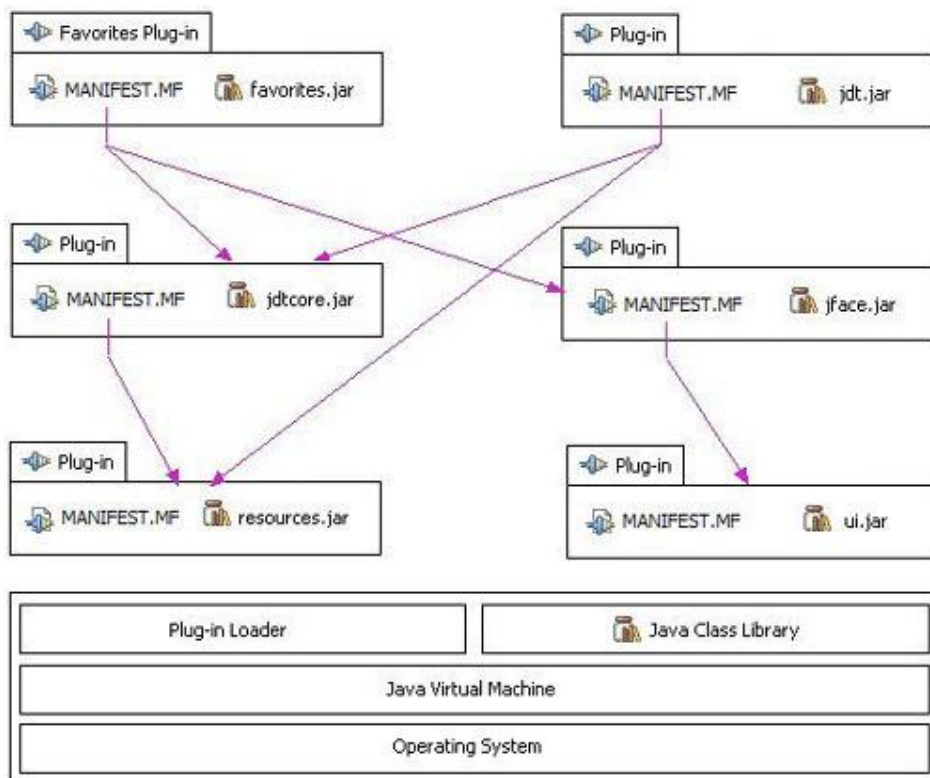 Favorites Plug-in
MANIFEST.MF favorites.jar
Plug-in
MANIFEST.MF jdt.jar
Plug-in
MANIFEST.MF jdtcore.jar
Plug-in
MANIFEST.MF jface.jar
Plug-in
MANIFEST.MF resources.jar
Plug-in
MANIFEST.MF ui.jar
Plug-in Loader
Java Class Library
Java Virtual Machine
Operating System